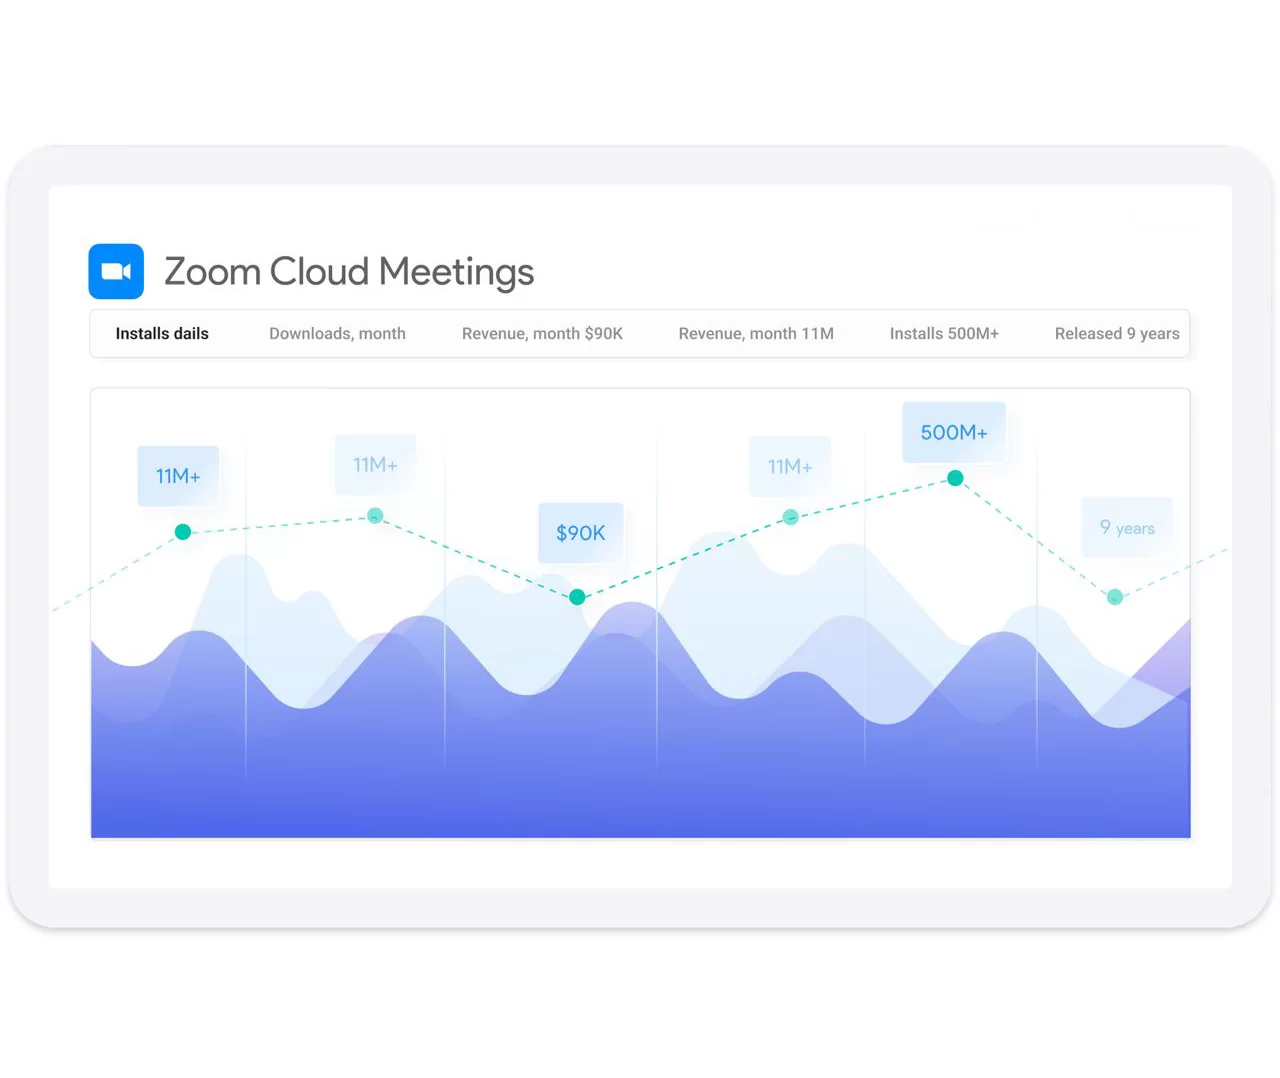 Zoom Cloud Meetings
Installs dails Downloads, month Revenue, month $90K Revenue, month 11M Installs 500M+ Released 9 years
500M+
11M+
11M+
11M+
$90K
9 years